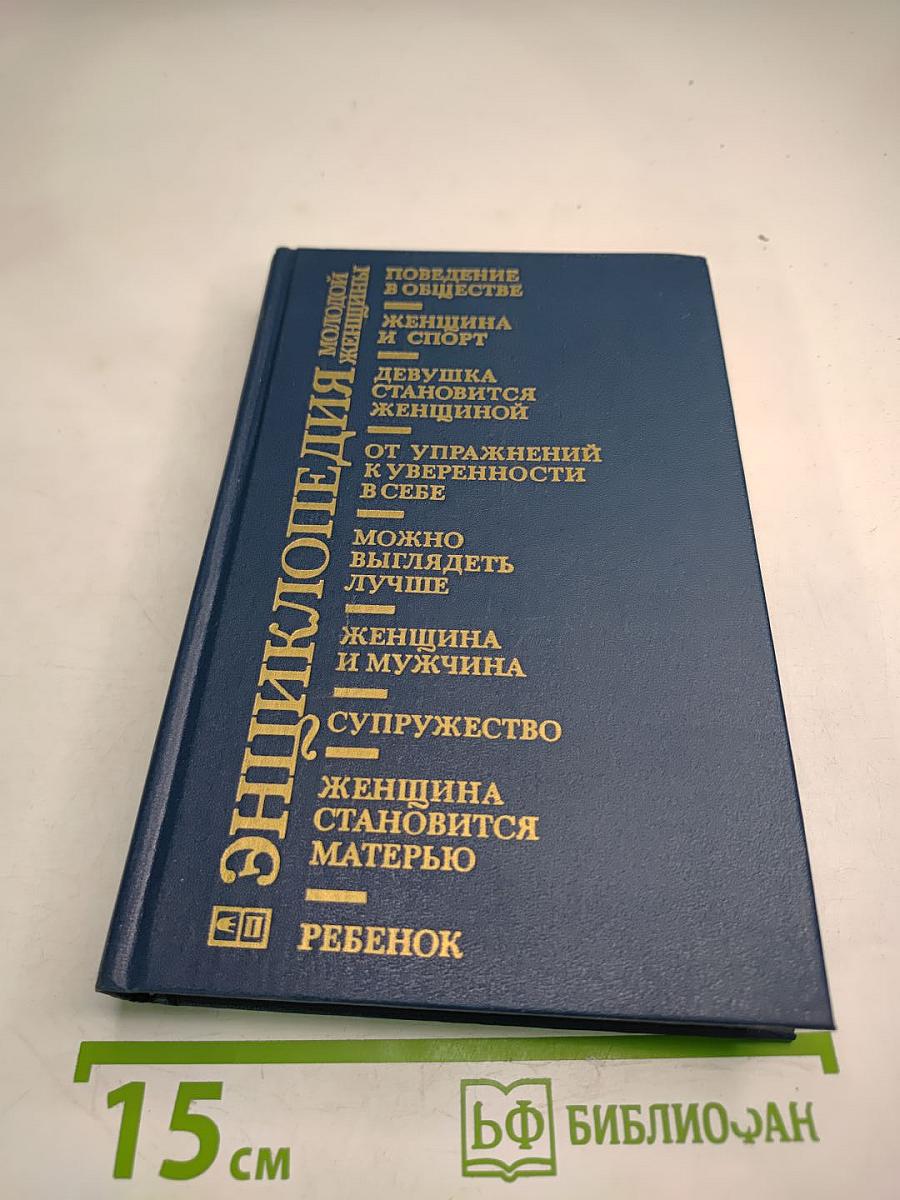 ЭНЦИКЛОПЕДИЯ
МОЛОДОЙ
ЖЕНЩИНЫ
ПОВЕДЕНИЕ
В ОБЩЕСТВЕ
ЖЕНЩИНА
И СПОРТ
ДЕВУШКА
СТАНОВИТСЯ
ЖЕНЩИНОЙ
ОТ УПРАЖНЕНИЙ
К УВЕРЕННОСТИ
В СЕБЕ
МОЖНО
ВЫГЛЯДЕТЬ
ЛУЧШЕ
ЖЕНЩИНА
И МУЖЧИНА
СУПРУЖЕСТВО
ЖЕНЩИНА
СТАНОВИТСЯ
МАТЕРЬЮ
РЕБЕНОК
15 см
БФ БИБЛИОФАН